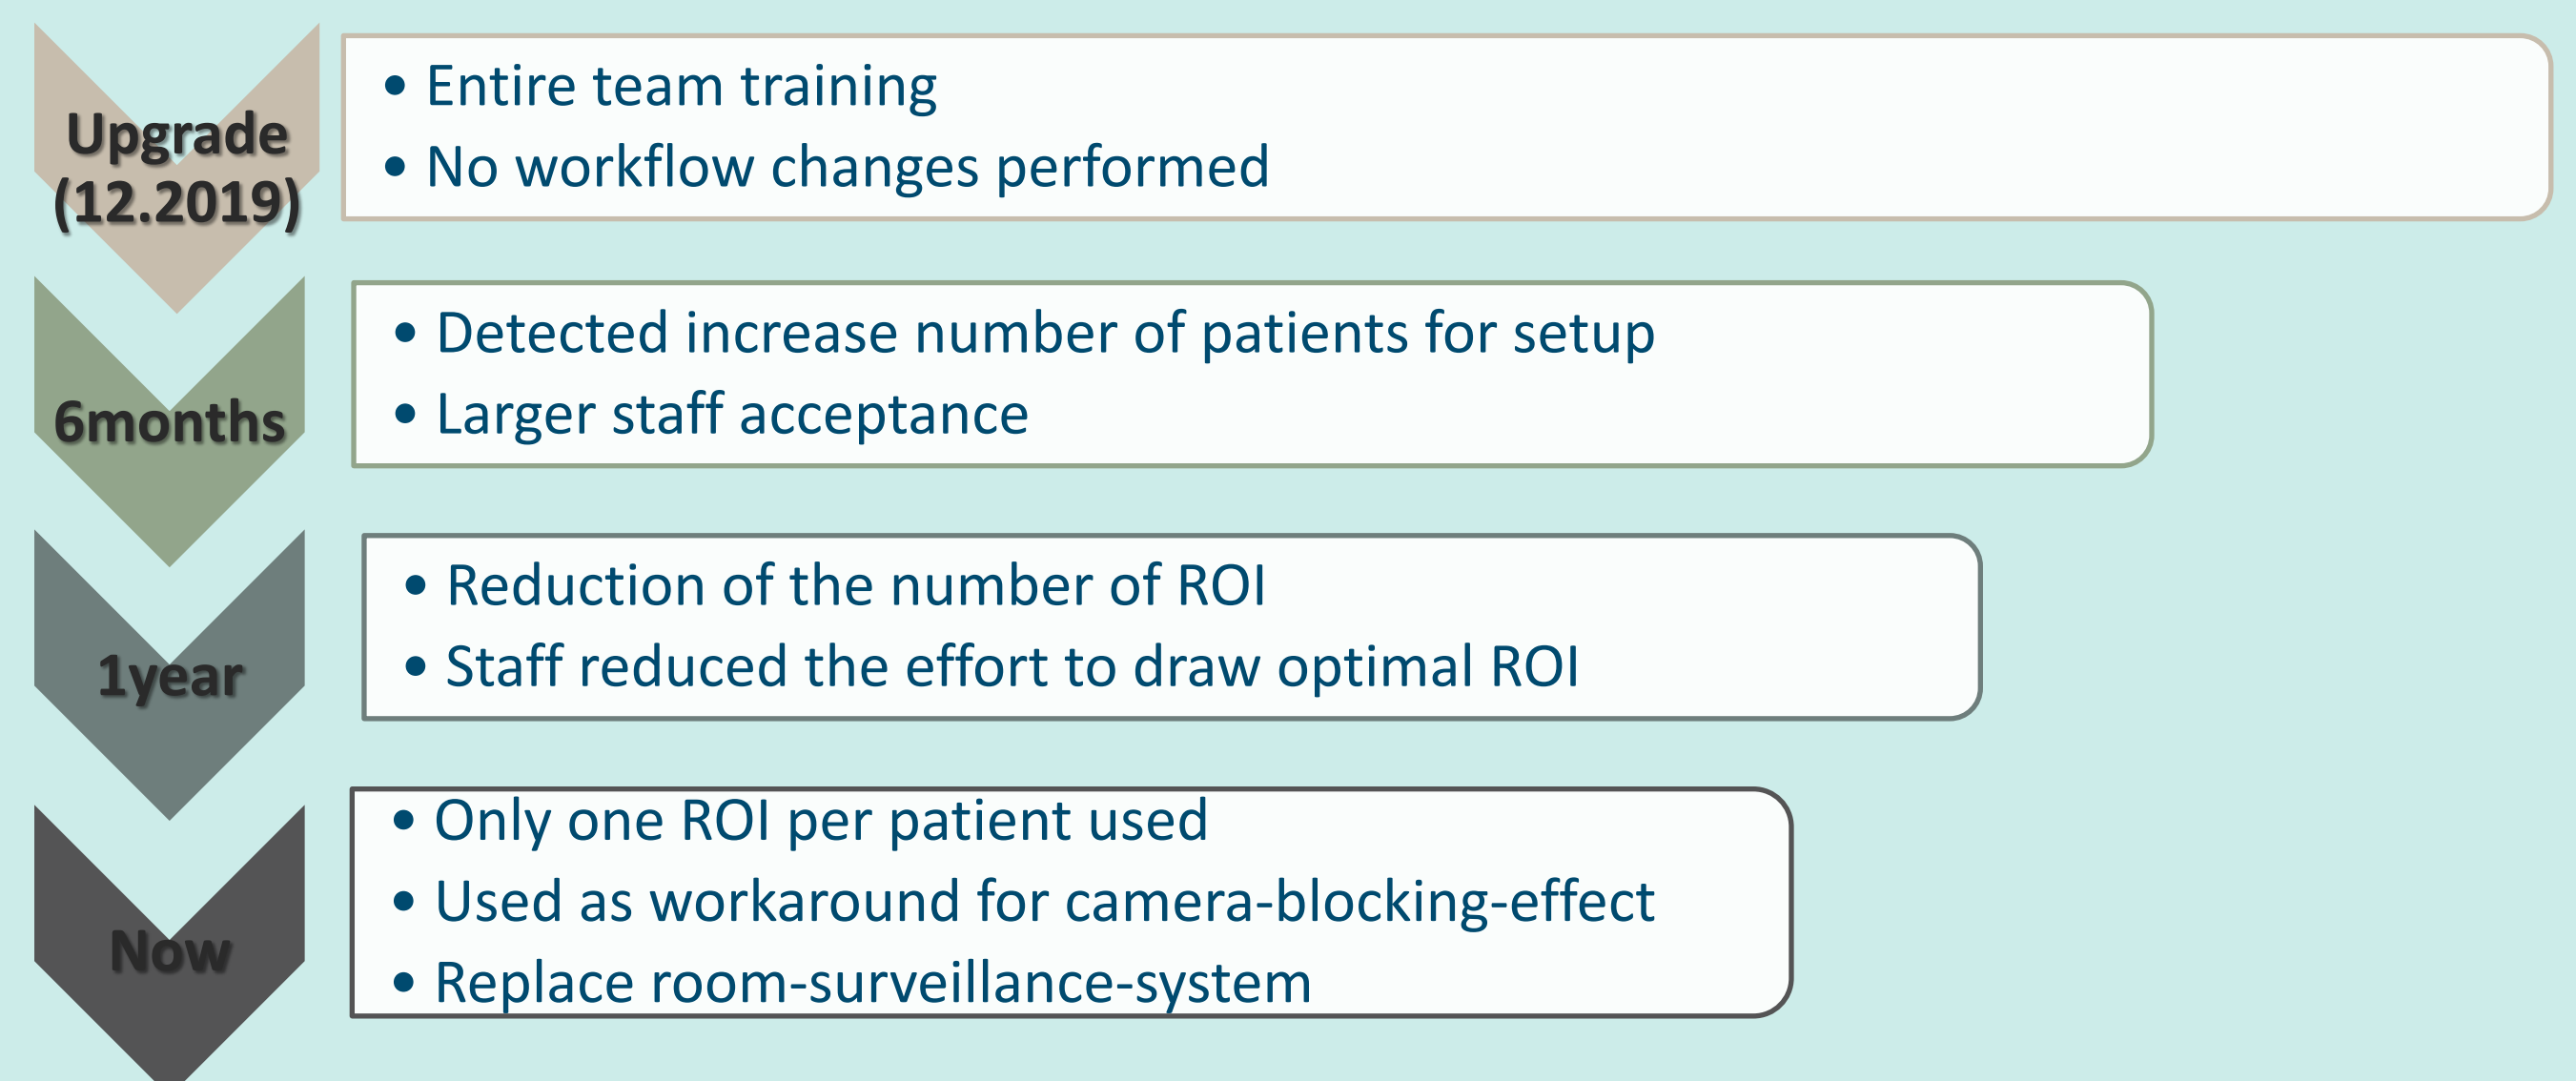 Upgrade
(12.2019)
• Entire team training
• No workflow changes performed
6months
• Detected increase number of patients for setup
• Larger staff acceptance
1year
• Reduction of the number of ROI
• Staff reduced the effort to draw optimal ROI
Now
• Only one ROI per patient used
• Used as workaround for camera-blocking-effect
• Replace room-surveillance-system